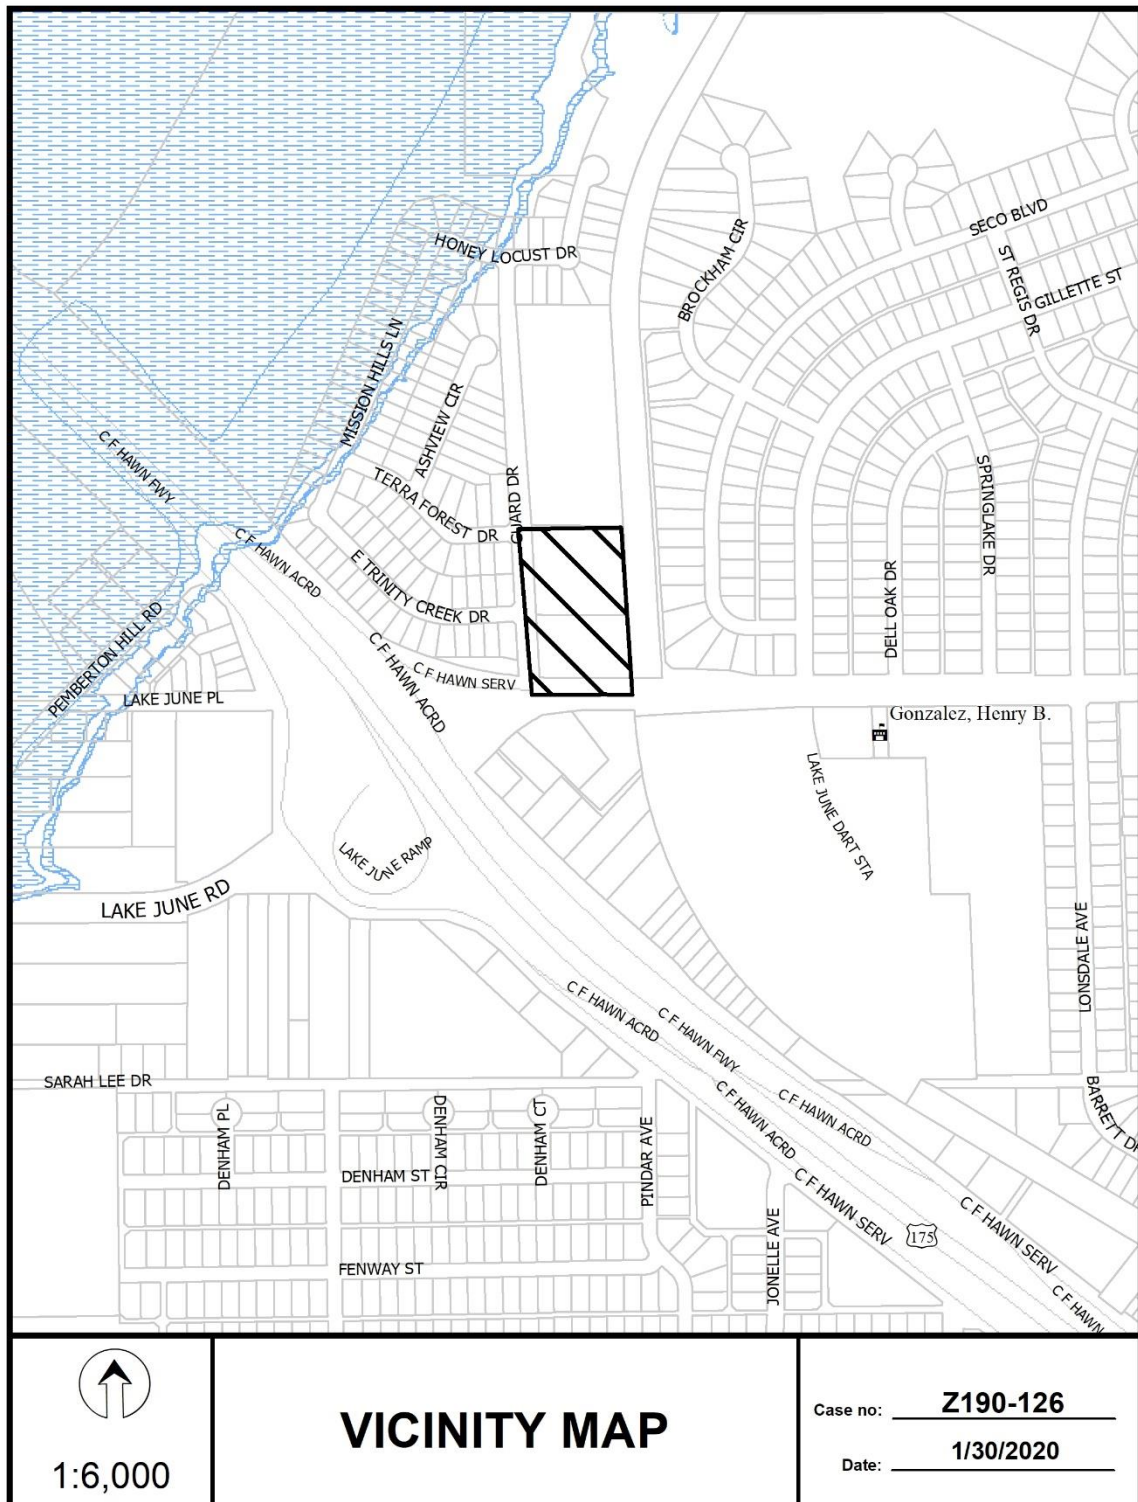 HONEY LOCUST DR
BROCKHAM CIR
SECO BLVD
ST REGIS DR
GILLETTE ST
MISSION HILLS LN
ASHVIEW CIR
C F HAWN FWY
TERRA FOREST DR
GUARD DR
SPRINGLAKE DR
C F HAWN ACRD
E TRINITY CREEK DR
DELL OAK DR
PEMBERTON HILL RD
C F HAWN ACRD
C F HAWN SERV
LAKE JUNE PL
Gonzalez, Henry B.
LAKE JUNE DART STA
LAKE JUNE RAMP
LAKE JUNE RD
LONSDALE AVE
C F HAWN ACRD
C F HAWN FWY
SARAH LEE DR
C F HAWN ACRD
C F HAWN ACRD
BARRETT DR
DENHAM PL
DENHAM CIR
DENHAM CT
DENHAM ST
PINDAR AVE
C F HAWN SERV
175
C F HAWN SERV
JONELLE AVE
FENWAY ST
C F HAWN
1:6,000
VICINITY MAP
Case no: Z190-126
Date: 1/30/2020